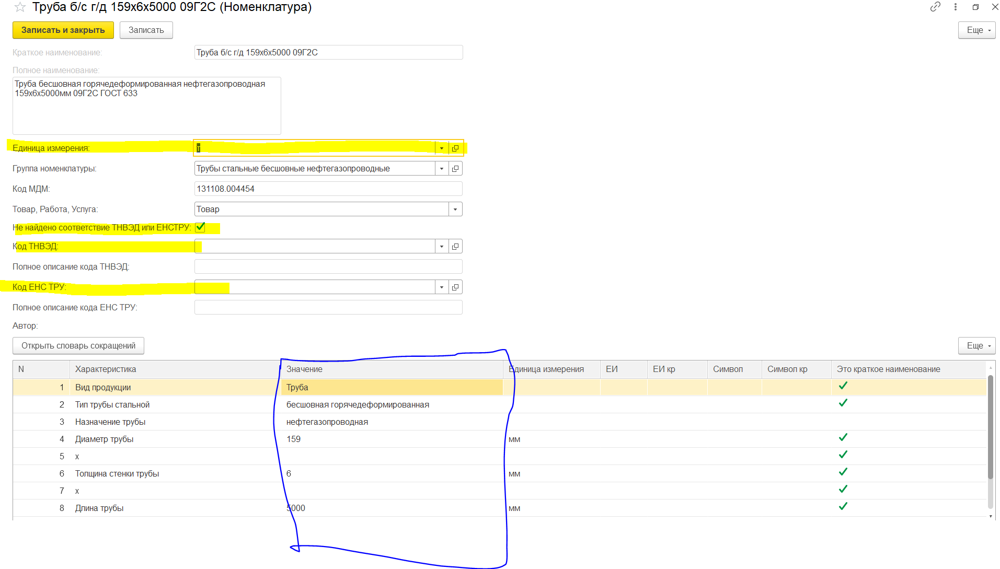 Труба б/с г/д 159х6х5000 09Г2С (Номенклатура)
Записать и закрыть
Записать
Еще
Краткое наименование:
Труба б/с г/д 159х6х5000 09Г2С
Полное наименование:
Труба бесшовная горячедеформированная нефтегазопроводная
159х6х5000мм 09Г2С ГОСТ 633
Единица измерения:
т
Группа номенклатуры:
Трубы стальные бесшовные нефтегазопроводные
Код МДМ:
131108.004454
Товар, Работа, Услуга:
Товар
Не найдено соответствие ТНВЭД или ЕНСТРУ:
Код ТНВЭД:
Полное описание кода ТНВЭД:
Код ЕНС ТРУ:
Полное описание кода ЕНС ТРУ:
Автор:
Открыть словарь сокращений
Еще
N Характеристика Значение Единица измерения ЕИ ЕИ кр Символ Символ кр Это краткое наименование
1 Вид продукции Труба
2 Тип трубы стальной бесшовная горячедеформированная
3 Назначение трубы нефтегазопроводная
4 Диаметр трубы 159 мм
5 х
6 Толщина стенки трубы 6 мм
7 х
8 Длина трубы 5000 мм